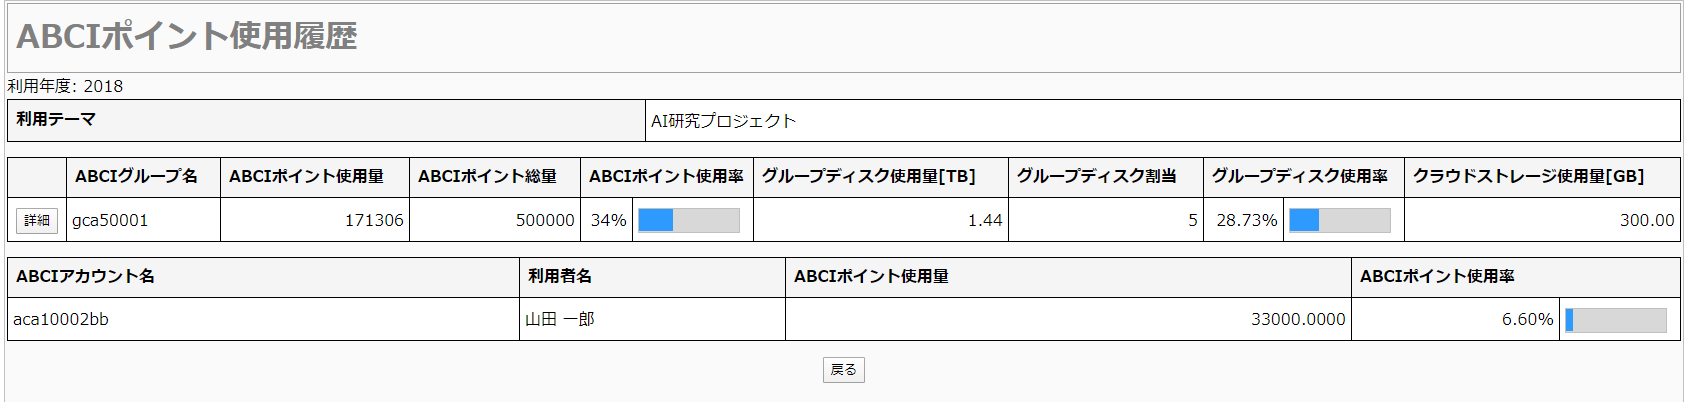 ABCIポイント使用履歴
利用年度: 2018
利用テーマ AI研究プロジェクト
ABCIグループ名 ABCIポイント使用量 ABCIポイント総量 ABCIポイント使用率 グループディスク使用量[TB] グループディスク割当 グループディスク使用率 クラウドストレージ使用量[GB]
詳細 gca50001 171306 500000 34% 1.44 5 28.73% 300.00
ABCIアカウント名 利用者名 ABCIポイント使用量 ABCIポイント使用率
aca10002bb 山田 一郎 33000.0000 6.60%
戻る